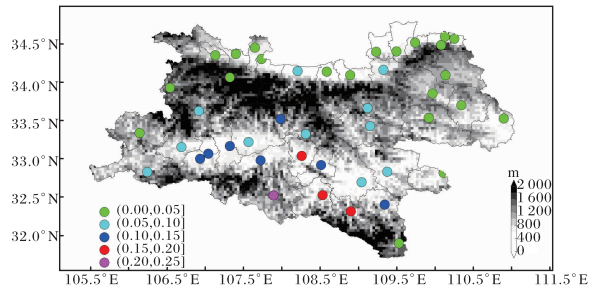 34.5°N
34.0°N
33.5°N
33.0°N
32.5°N
32.0°N
m
2 000
1 600
1 200
800
400
0
(0.00,0.05]
(0.05,0.10]
(0.10,0.15]
(0.15,0.20]
(0.20,0.25]
105.5°E 106.5°E 107.5°E 108.5°E 109.5°E 110.5°E 111.5°E